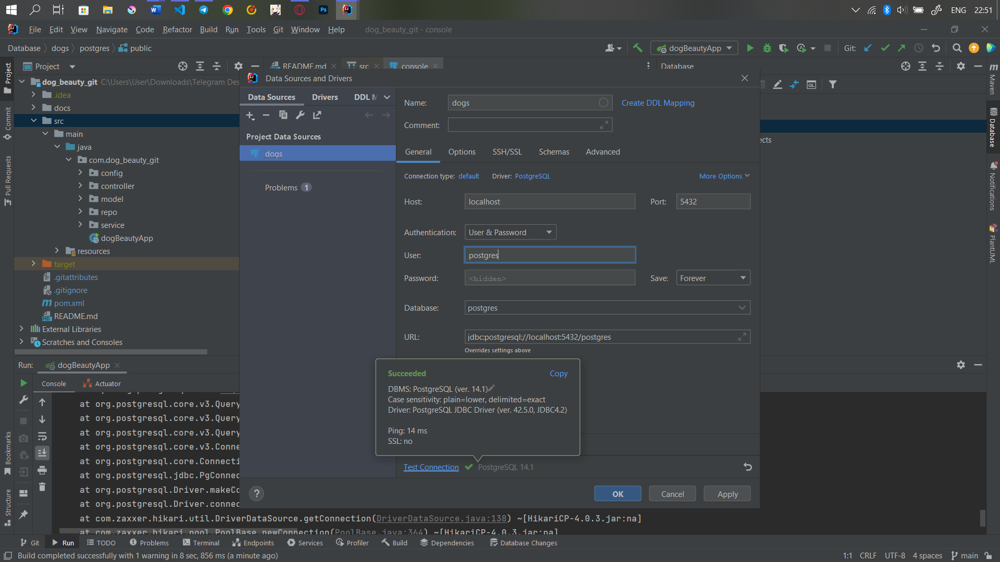 ENG 22:51
File Edit View Navigate Code Refactor Build Run Tools Git Window Help dog_beauty_git - console
Database dogs postgres public dogBeautyApp Git:
Project README.md src console Database
Data Sources and Drivers
dog_beauty_git C:\Users\User\Downloads\Telegram Des
.idea
docs
src
main
java
com.dog_beauty_git
config
controller
model
repo
service
dogBeautyApp
resources
target
.gitattributes
.gitignore
pom.xml
README.md
External Libraries
Scratches and Consoles
Project
Commit
Pull Requests
Bookmarks
Structure
Data Sources Drivers DDL M
Project Data Sources
dogs
Problems 1
Name: dogs Create DDL Mapping
Comment:
General Options SSH/SSL Schemas Advanced
Connection type: default Driver: PostgreSQL More Options
Host: localhost Port: 5432
Authentication: User & Password
User: postgres
Password: <hidden> Save: Forever
Database: postgres
URL: jdbc:postgresql://localhost:5432/postgres
Overrides settings above
Succeeded Copy
DBMS: PostgreSQL (ver. 14.1)
Case sensitivity: plain=lower, delimited=exact
Driver: PostgreSQL JDBC Driver (ver. 42.5.0, JDBC4.2)
Ping: 14 ms
SSL: no
Test Connection PostgreSQL 14.1
? OK Cancel Apply
ects
Maven
Database
Notifications
PlantUML
Run: dogBeautyApp
Console Actuator
at org.postgresql.core.v3.Query
at org.postgresql.core.v3.Query
at org.postgresql.core.v3.Query
at org.postgresql.core.v3.Conne
at org.postgresql.core.Connecti
at org.postgresql.jdbc.PgConnec
at org.postgresql.Driver.makeCo
at org.postgresql.Driver.connec
at com.zaxxer.hikari.util.DriverDataSource.getConnection(DriverDataSource.java:138) ~[HikariCP-4.0.3.jar:na]
at com.zaxxer.hikari.pool.PoolBase.newConnection(PoolBase.java:364) ~[HikariCP-4.0.3.jar:na]
Git Run TODO Problems Terminal Endpoints Services Profiler Build Dependencies Database Changes
Build completed successfully with 1 warning in 8 sec, 856 ms (a minute ago) 1:1 CRLF UTF-8 4 spaces main